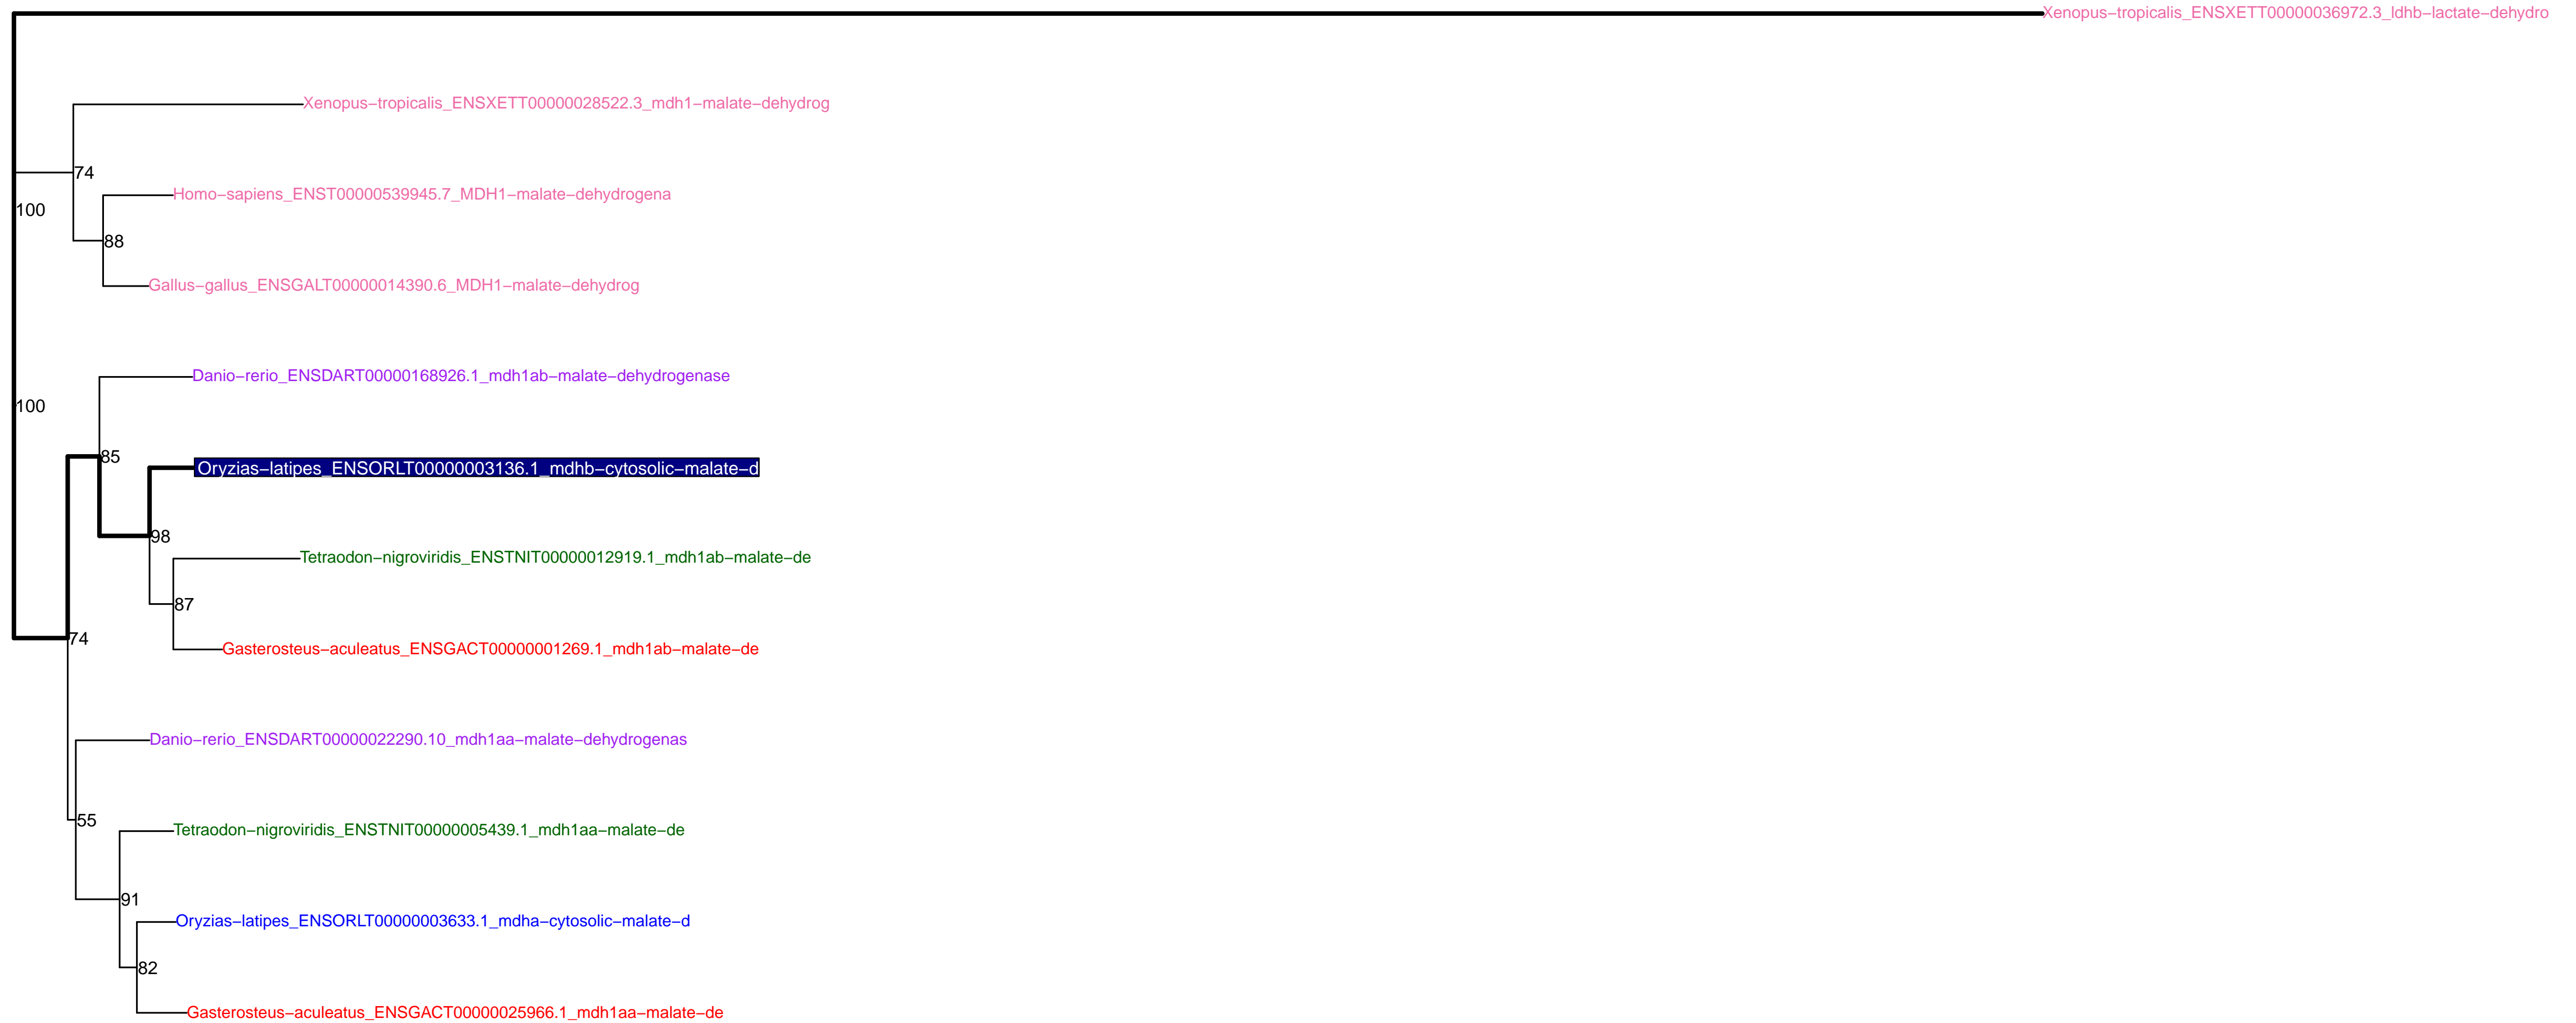 Xenopus−tropicalis_ENSXETT00000036972.3_ldhb−lactate−dehydro
Xenopus−tropicalis_ENSXETT00000028522.3_mdh1−malate−dehydrog
74
Homo−sapiens_ENST00000539945.7_MDH1−malate−dehydrogena
100
88
Gallus−gallus_ENSGALT00000014390.6_MDH1−malate−dehydrog
Danio−rerio_ENSDART00000168926.1_mdh1ab−malate−dehydrogenase
100
85
Oryzias−latipes_ENSORLT00000003136.1_mdhb−cytosolic−malate−d
98
Tetraodon−nigroviridis_ENSTNIT00000012919.1_mdh1ab−malate−de
87
74
Gasterosteus−aculeatus_ENSGACT00000001269.1_mdh1ab−malate−de
Danio−rerio_ENSDART00000022290.10_mdh1aa−malate−dehydrogenas
55
Tetraodon−nigroviridis_ENSTNIT00000005439.1_mdh1aa−malate−de
91
Oryzias−latipes_ENSORLT00000003633.1_mdha−cytosolic−malate−d
82
Gasterosteus−aculeatus_ENSGACT00000025966.1_mdh1aa−malate−de